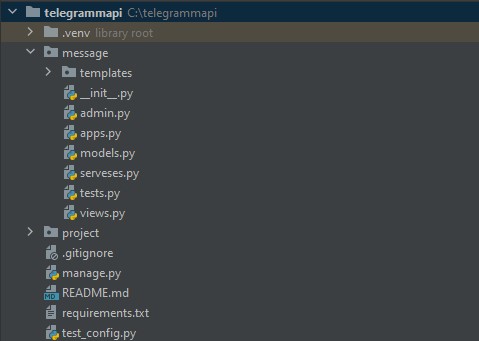 telegrammapi C:\telegrammapi
.venv library root
message
templates
__init__.py
admin.py
apps.py
models.py
serveses.py
tests.py
views.py
project
.gitignore
manage.py
MD README.md
requirements.txt
test_config.py